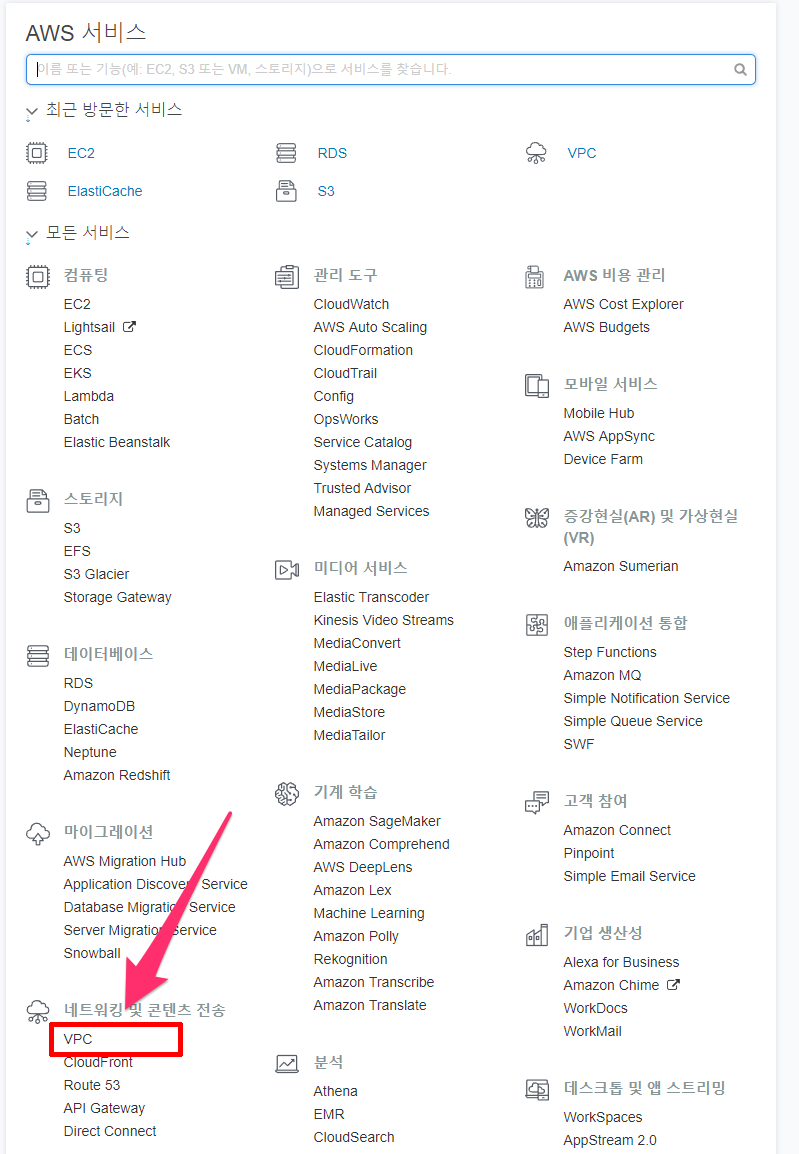 AWS 서비스
이름 또는 기능(예: EC2, S3 또는 VM, 스토리지)으로 서비스를 찾습니다.
최근 방문한 서비스
EC2
RDS
VPC
ElastiCache
S3
모든 서비스
컴퓨팅
EC2
Lightsail
ECS
EKS
Lambda
Batch
Elastic Beanstalk
스토리지
S3
EFS
S3 Glacier
Storage Gateway
데이터베이스
RDS
DynamoDB
ElastiCache
Neptune
Amazon Redshift
마이그레이션
AWS Migration Hub
Application Discovery Service
Database Migration Service
Server Migration Service
Snowball
네트워킹 및 콘텐츠 전송
VPC
CloudFront
Route 53
API Gateway
Direct Connect
관리 도구
CloudWatch
AWS Auto Scaling
CloudFormation
CloudTrail
Config
OpsWorks
Service Catalog
Systems Manager
Trusted Advisor
Managed Services
미디어 서비스
Elastic Transcoder
Kinesis Video Streams
MediaConvert
MediaLive
MediaPackage
MediaStore
MediaTailor
기계 학습
Amazon SageMaker
Amazon Comprehend
AWS DeepLens
Amazon Lex
Machine Learning
Amazon Polly
Rekognition
Amazon Transcribe
Amazon Translate
분석
Athena
EMR
CloudSearch
AWS 비용 관리
AWS Cost Explorer
AWS Budgets
모바일 서비스
Mobile Hub
AWS AppSync
Device Farm
증강현실(AR) 및 가상현실
(VR)
Amazon Sumerian
애플리케이션 통합
Step Functions
Amazon MQ
Simple Notification Service
Simple Queue Service
SWF
고객 참여
Amazon Connect
Pinpoint
Simple Email Service
기업 생산성
Alexa for Business
Amazon Chime
WorkDocs
WorkMail
데스크톱 및 앱 스트리밍
WorkSpaces
AppStream 2.0